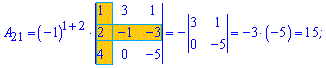 A₂₁ = (−1)¹⁺² · |1 3 1; 2 −1 −3; 4 0 −5| = −|3 1; 0 −5| = −3·(−5) = 15;